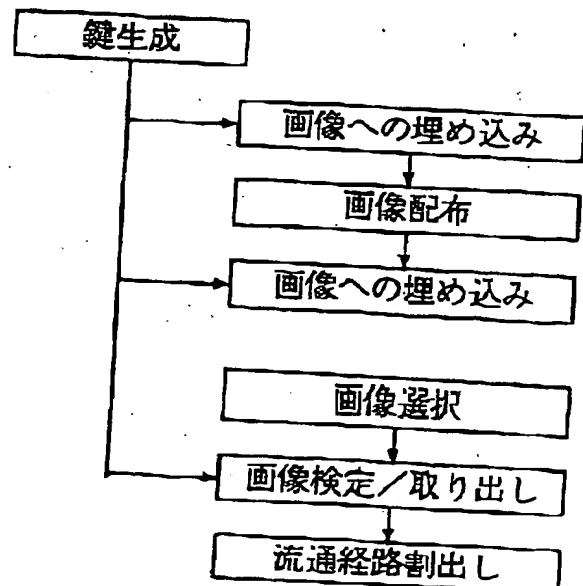 鍵生成
画像への埋め込み
画像配布
画像への埋め込み
画像選択
画像検定／取り出し
流通経路割出し